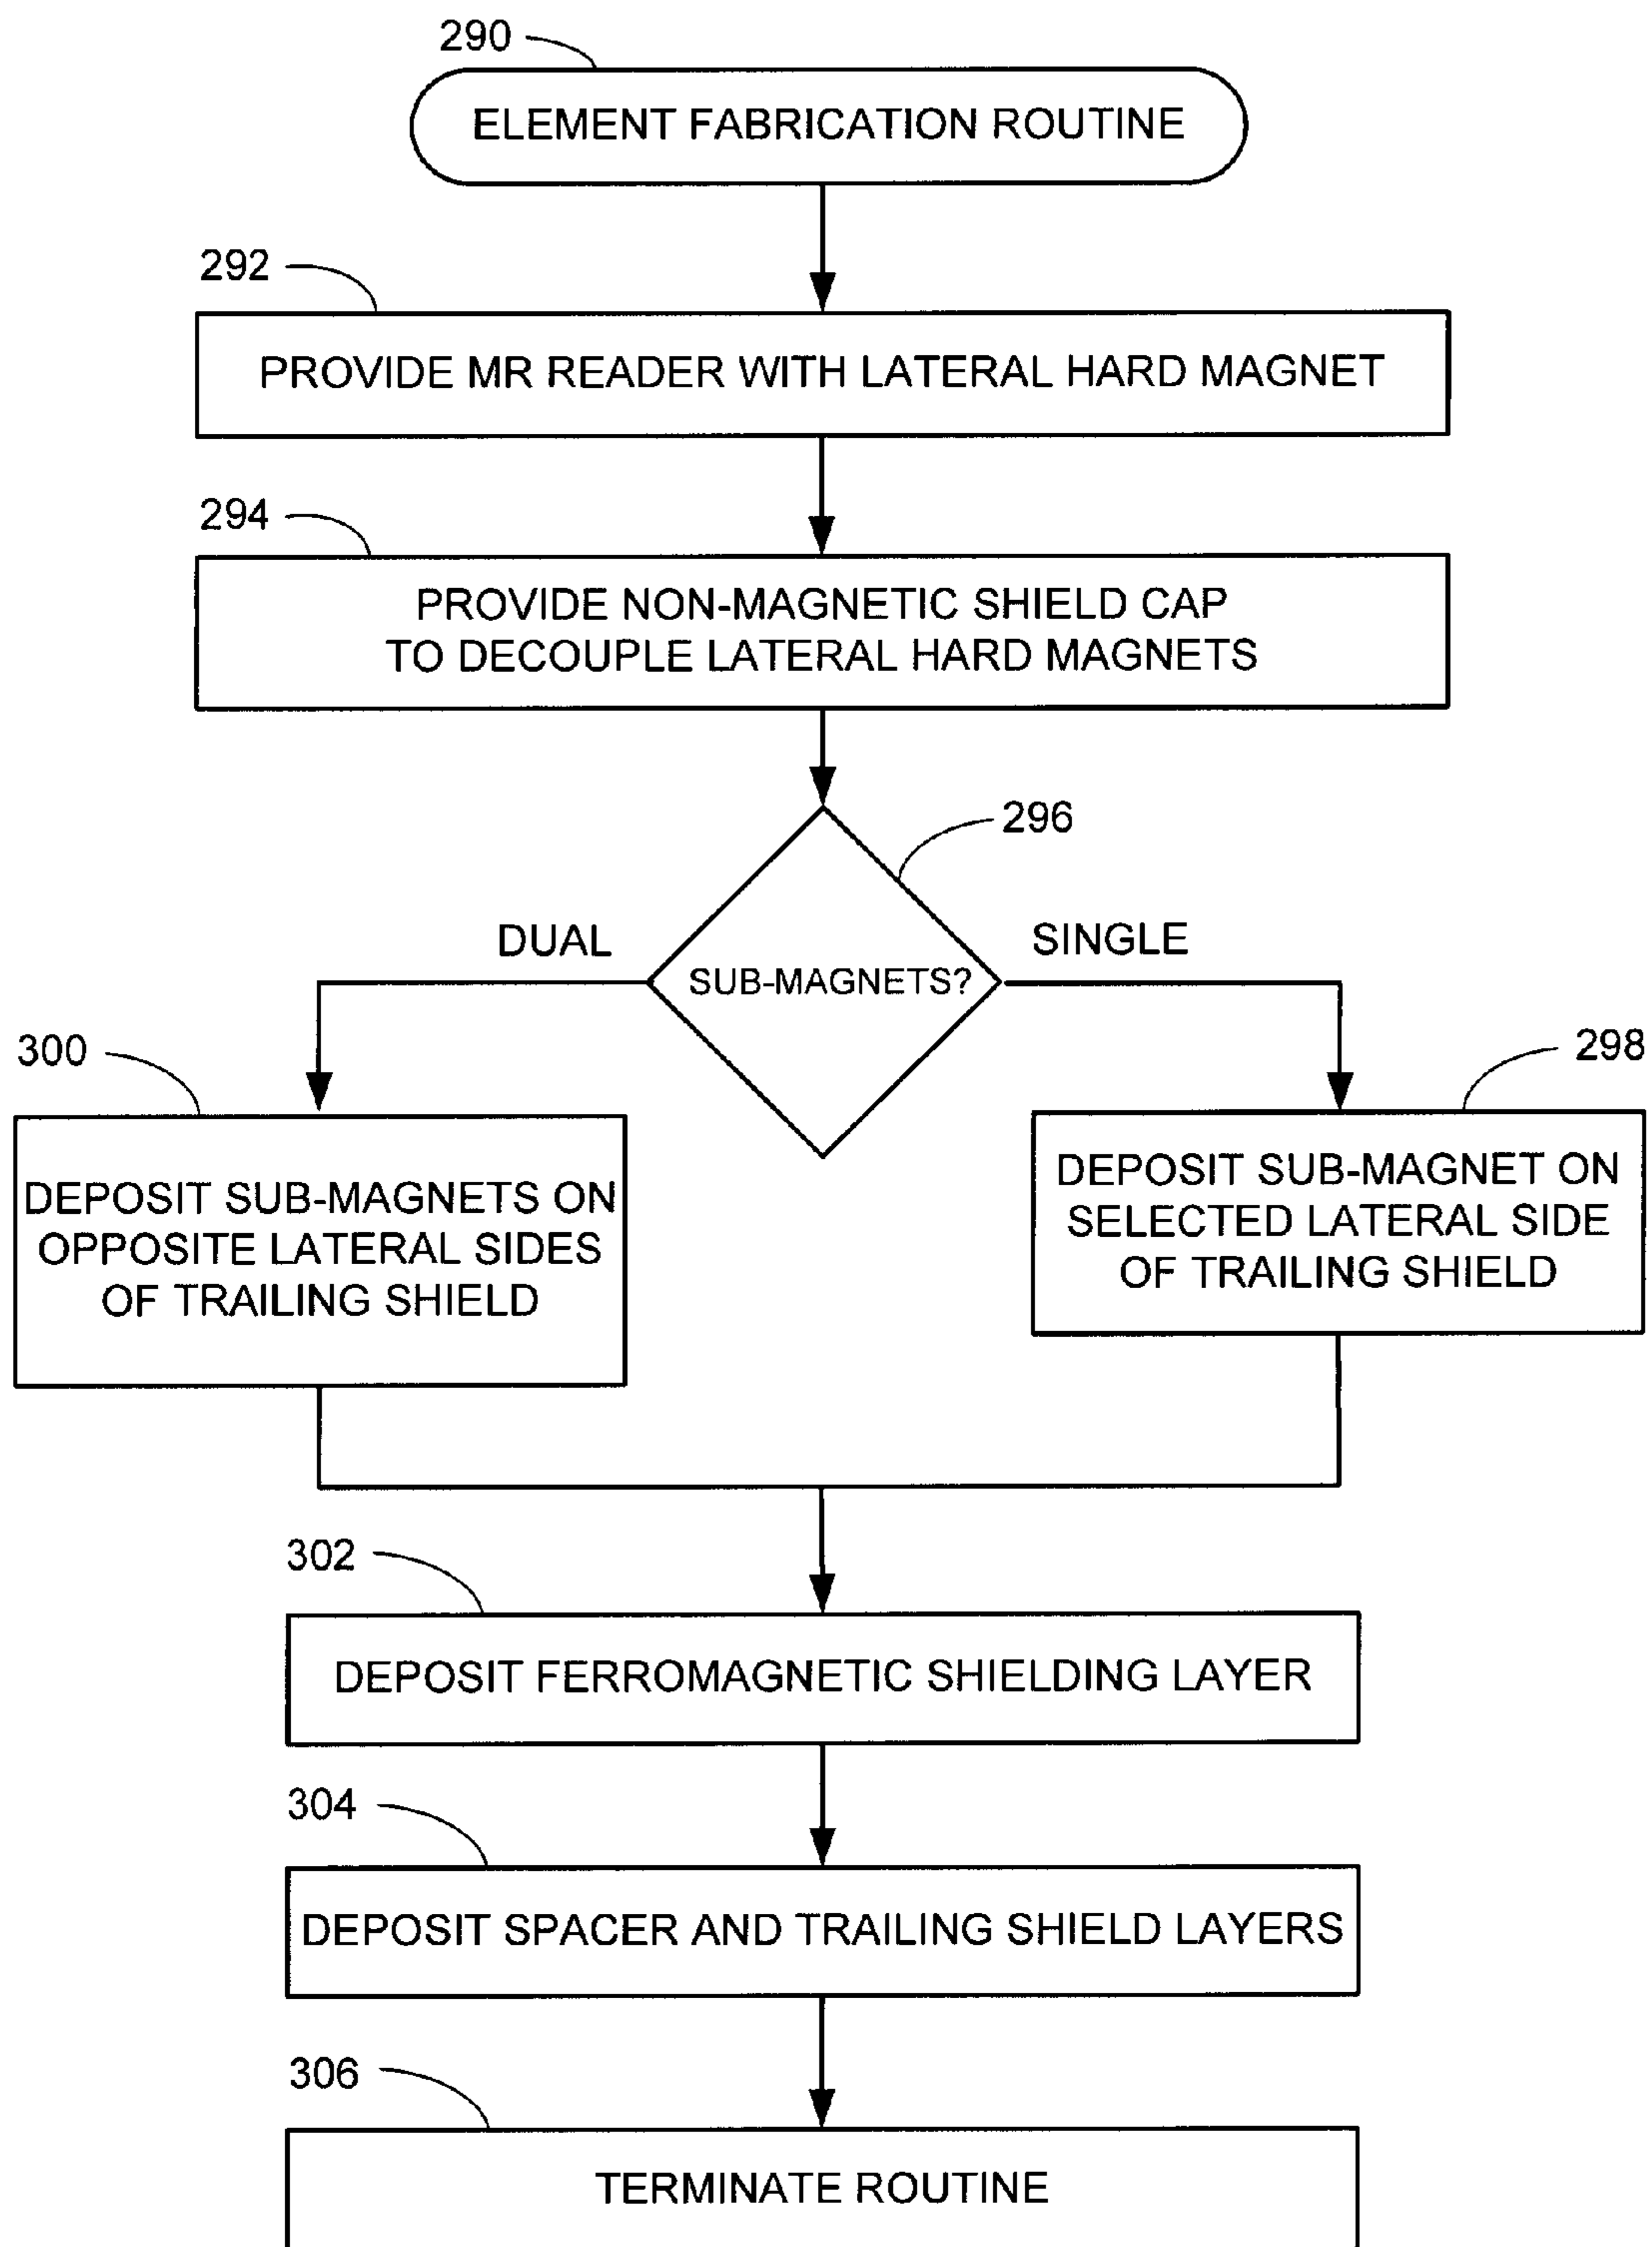 290
ELEMENT FABRICATION ROUTINE
292
PROVIDE MR READER WITH LATERAL HARD MAGNET
294
PROVIDE NON-MAGNETIC SHIELD CAP
TO DECOUPLE LATERAL HARD MAGNETS
296
DUAL
SINGLE
SUB-MAGNETS?
300
298
DEPOSIT SUB-MAGNETS ON
OPPOSITE LATERAL SIDES
OF TRAILING SHIELD
DEPOSIT SUB-MAGNET ON
SELECTED LATERAL SIDE
OF TRAILING SHIELD
302
DEPOSIT FERROMAGNETIC SHIELDING LAYER
304
DEPOSIT SPACER AND TRAILING SHIELD LAYERS
306
TERMINATE ROUTINE